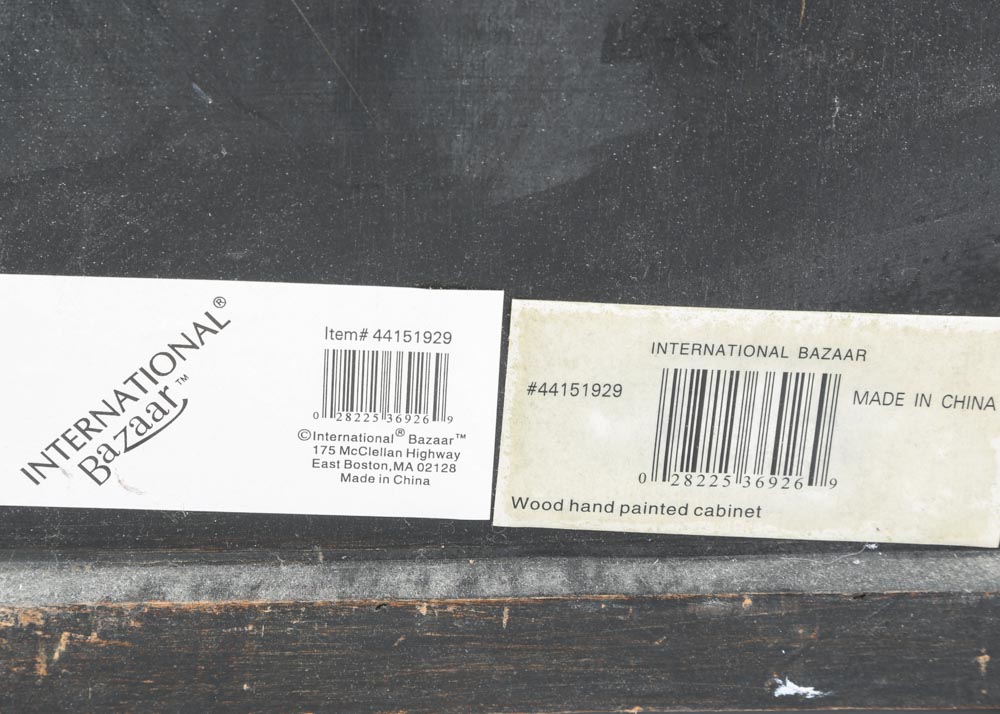 INTERNATIONAL®
Bazaar™
Item# 44151929
0 28225 36926 9
©International® Bazaar™
175 McClellan Highway
East Boston,MA 02128
Made in China
INTERNATIONAL BAZAAR
#44151929
MADE IN CHINA
0 28225 36926 9
Wood hand painted cabinet